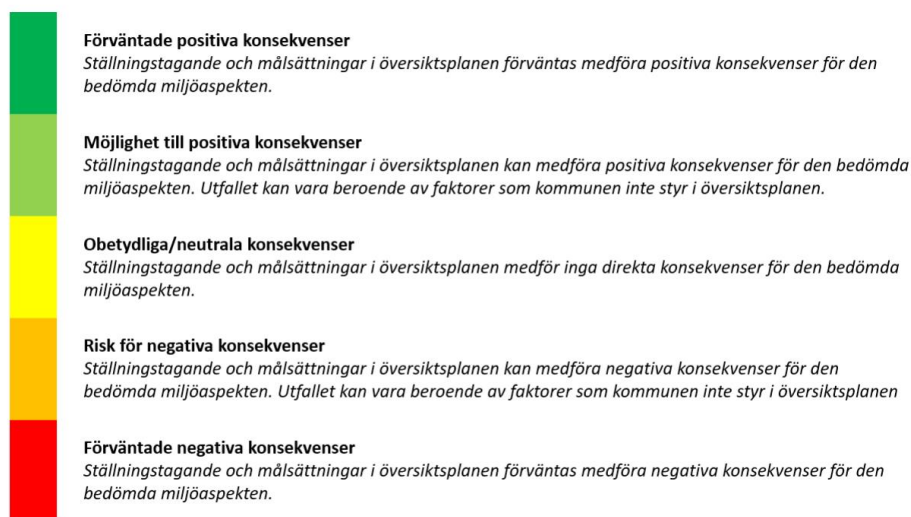 Förväntade positiva konsekvenser
Ställningstagande och målsättningar i översiktsplanen förväntas medföra positiva konsekvenser för den
bedömda miljöaspekten.
Möjlighet till positiva konsekvenser
Ställningstagande och målsättningar i översiktsplanen kan medföra positiva konsekvenser för den bedömda
miljöaspekten. Utfallet kan vara beroende av faktorer som kommunen inte styr i översiktsplanen.
Obetydliga/neutrala konsekvenser
Ställningstagande och målsättningar i översiktsplanen medför inga direkta konsekvenser för den bedömda
miljöaspekten.
Risk för negativa konsekvenser
Ställningstagande och målsättningar i översiktsplanen kan medföra negativa konsekvenser för den
bedömda miljöaspekten. Utfallet kan vara beroende av faktorer som kommunen inte styr i översiktsplanen
Förväntade negativa konsekvenser
Ställningstagande och målsättningar i översiktsplanen förväntas medföra negativa konsekvenser för den
bedömda miljöaspekten.